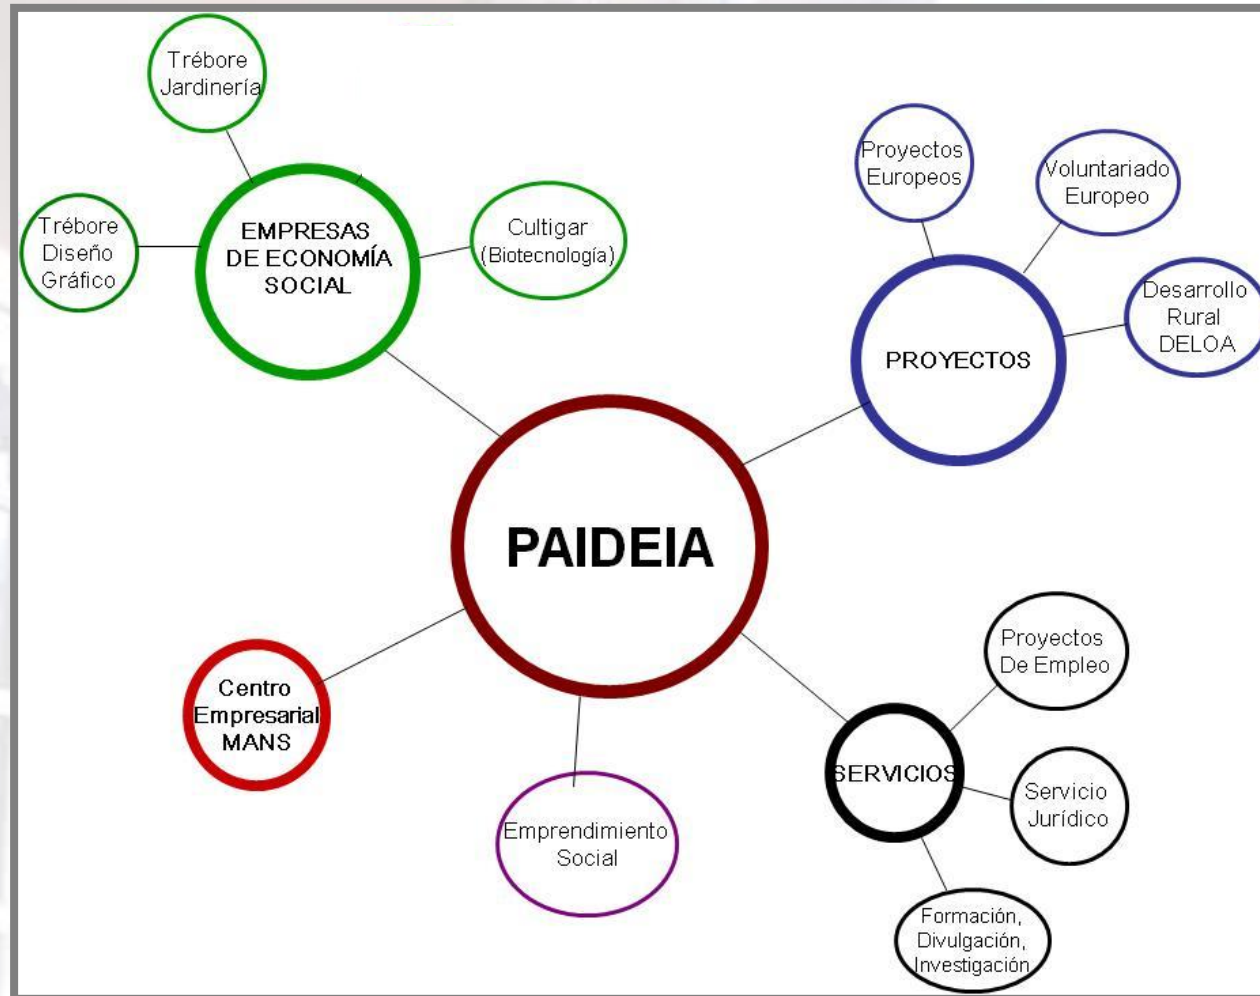 Trébore
Jardinería
Trébore
Diseño
Gráfico
EMPRESAS
DE ECONOMÍA
SOCIAL
Cultigar
(Biotecnología)
Proyectos
Europeos
Voluntariado
Europeo
Desarrollo
Rural
DELOA
PROYECTOS
PAIDEIA
Centro
Empresarial
MANS
Emprendimiento
Social
SERVICIOS
Proyectos
De Empleo
Servicio
Jurídico
Formación,
Divulgación,
Investigación